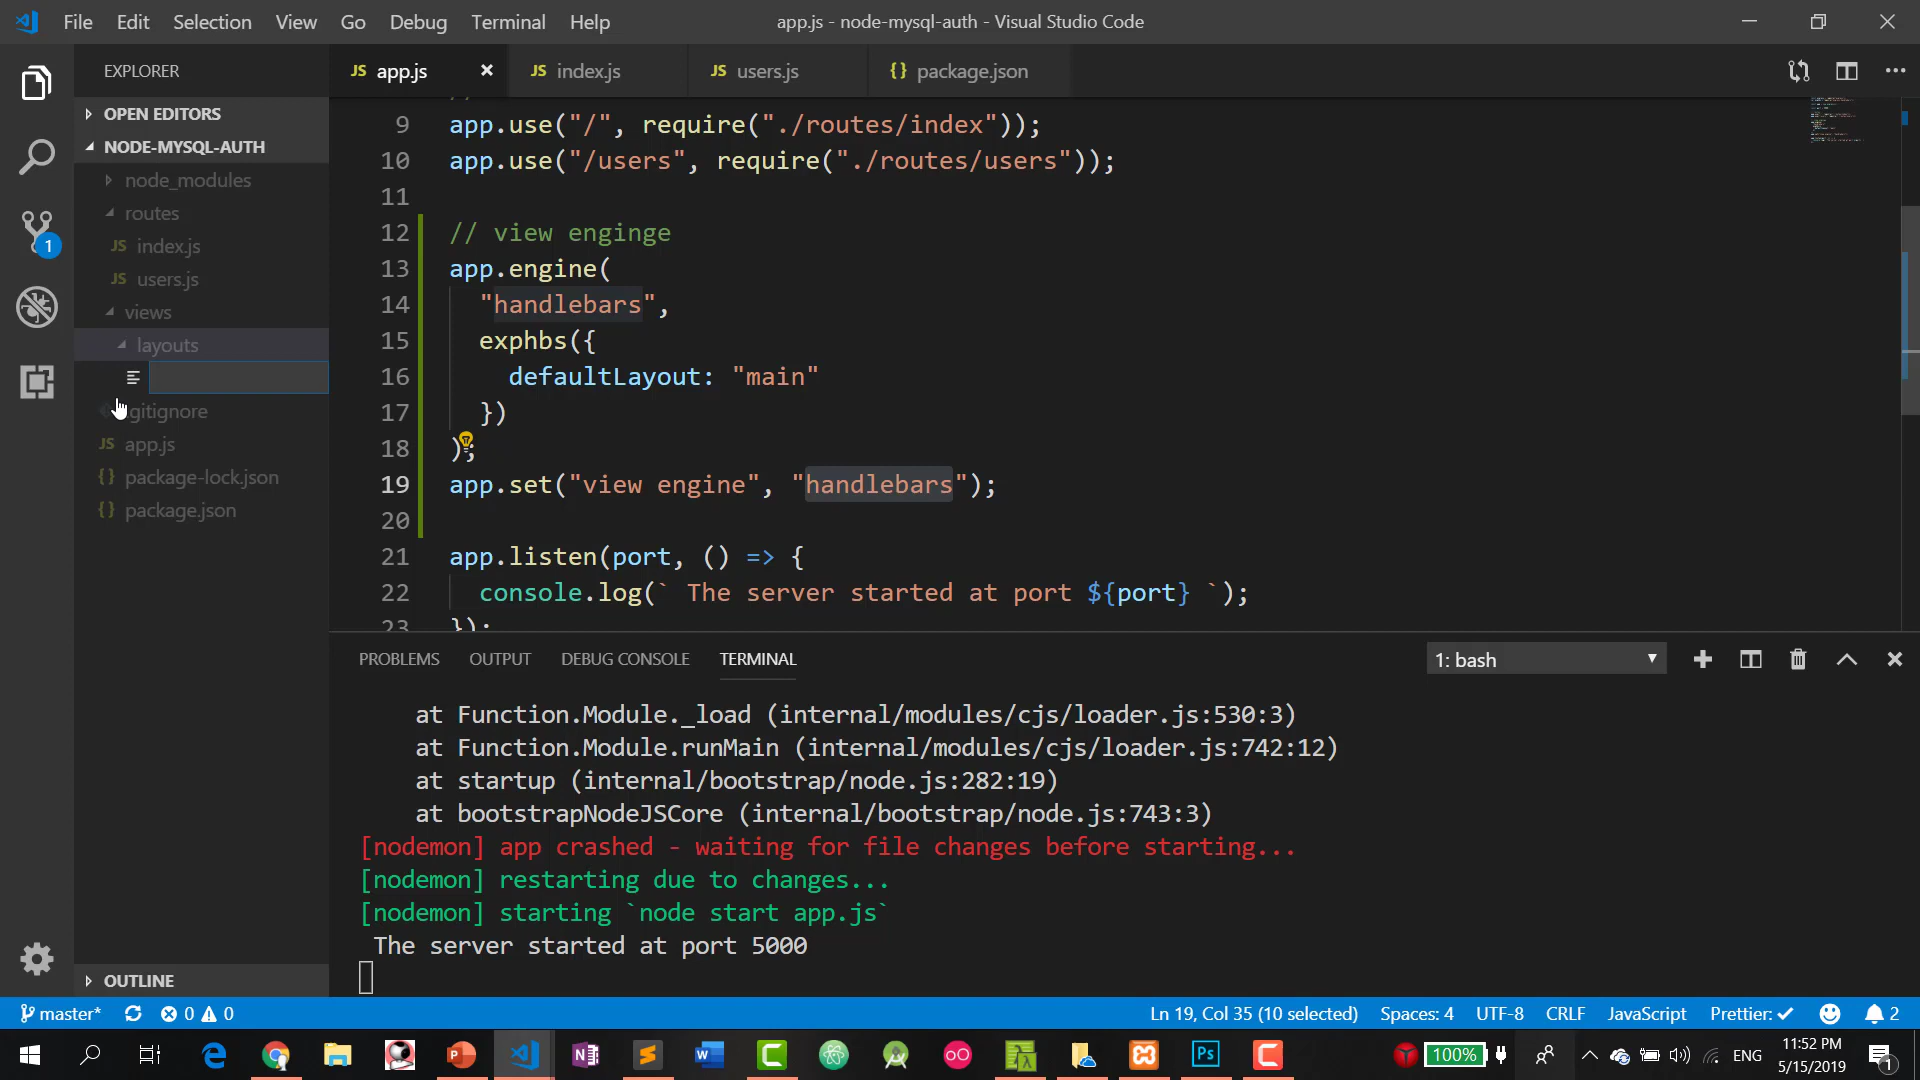 File Edit Selection View Go Debug Terminal Help
app.js - node-mysql-auth - Visual Studio Code
EXPLORER
JS app.js
JS index.js
JS users.js
{} package.json
OPEN EDITORS
NODE-MYSQL-AUTH
node_modules
routes
JS index.js
JS users.js
views
layouts
gitignore
JS app.js
{} package-lock.json
{} package.json
OUTLINE
1
9 app.use("/", require("./routes/index"));
10 app.use("/users", require("./routes/users"));
11
12 // view enginge
13 app.engine(
14 "handlebars",
15 exphbs({
16 defaultLayout: "main"
17 })
18 );
19 app.set("view engine", "handlebars");
20
21 app.listen(port, () => {
22 console.log(` The server started at port ${port} `);
23 });
PROBLEMS OUTPUT DEBUG CONSOLE TERMINAL
1: bash
at Function.Module._load (internal/modules/cjs/loader.js:530:3)
at Function.Module.runMain (internal/modules/cjs/loader.js:742:12)
at startup (internal/bootstrap/node.js:282:19)
at bootstrapNodeJSCore (internal/bootstrap/node.js:743:3)
[nodemon] app crashed - waiting for file changes before starting...
[nodemon] restarting due to changes...
[nodemon] starting `node start app.js`
The server started at port 5000
master* 0 0
Ln 19, Col 35 (10 selected) Spaces: 4 UTF-8 CRLF JavaScript Prettier: 2
100% ENG
11:52 PM
5/15/2019
1